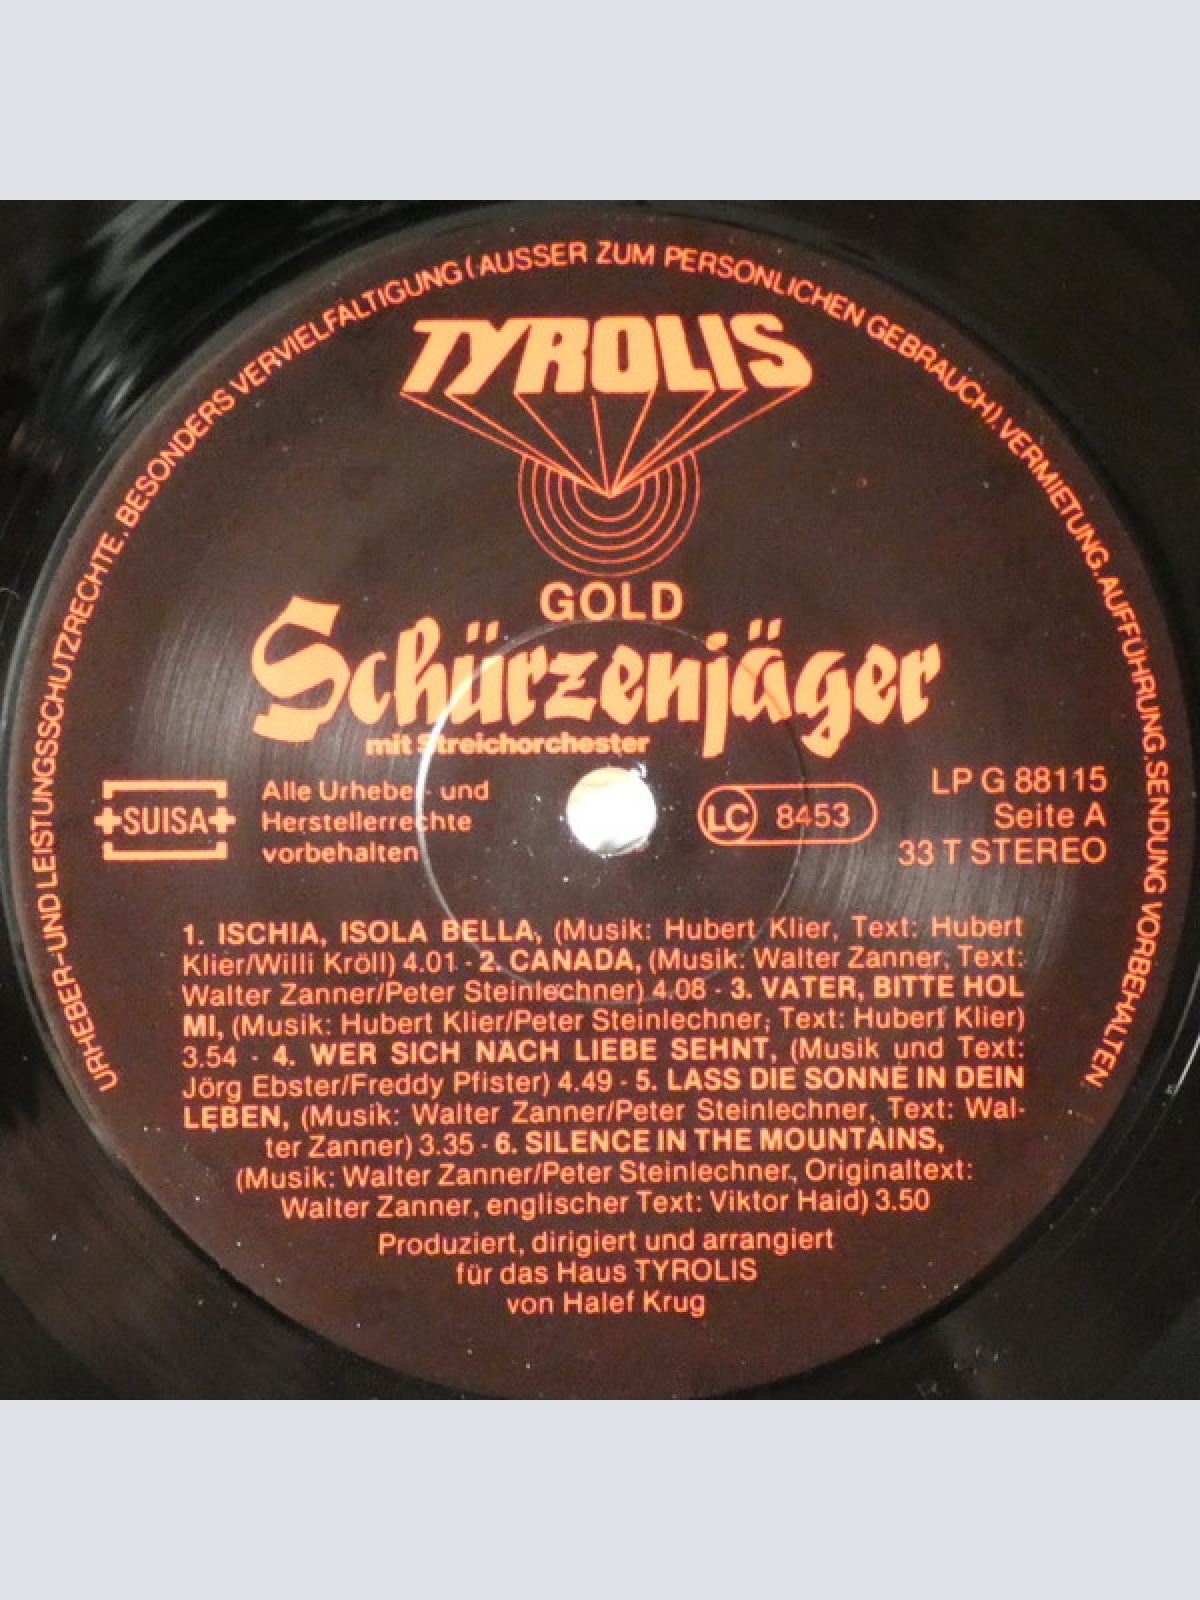 URHEBER-UND LEISTUNGSSCHUTZRECHTE. BESONDERS VERVIELFÄLTIGUNG (AUSSER ZUM PERSÖNLICHEN GEBRAUCH). VERMIETUNG. AUFFÜHRUNG. SENDUNG VORBEHALTEN.
TYROLIS
GOLD
Schürzenjäger
mit Streichorchester
SUISA
Alle Urheber- und
Herstellerrechte
vorbehalten
LC 8453
LP G 88115
Seite A
33 T STEREO
1. ISCHIA, ISOLA BELLA, (Musik: Hubert Klier, Text: Hubert
Klier/Willi Kröll) 4.01 - 2. CANADA, (Musik: Walter Zanner, Text:
Walter Zanner/Peter Steinlechner) 4.08 - 3. VATER, BITTE HOL
MI, (Musik: Hubert Klier/Peter Steinlechner, Text: Hubert Klier)
3.54 - 4. WER SICH NACH LIEBE SEHNT, (Musik und Text:
Jörg Ebster/Freddy Pfister) 4.49 - 5. LASS DIE SONNE IN DEIN
LEBEN, (Musik: Walter Zanner/Peter Steinlechner, Text: Wal-
ter Zanner) 3.35 - 6. SILENCE IN THE MOUNTAINS,
(Musik: Walter Zanner/Peter Steinlechner, Originaltext:
Walter Zanner, englischer Text: Viktor Haid) 3.50
Produziert, dirigiert und arrangiert
für das Haus TYROLIS
von Halef Krug